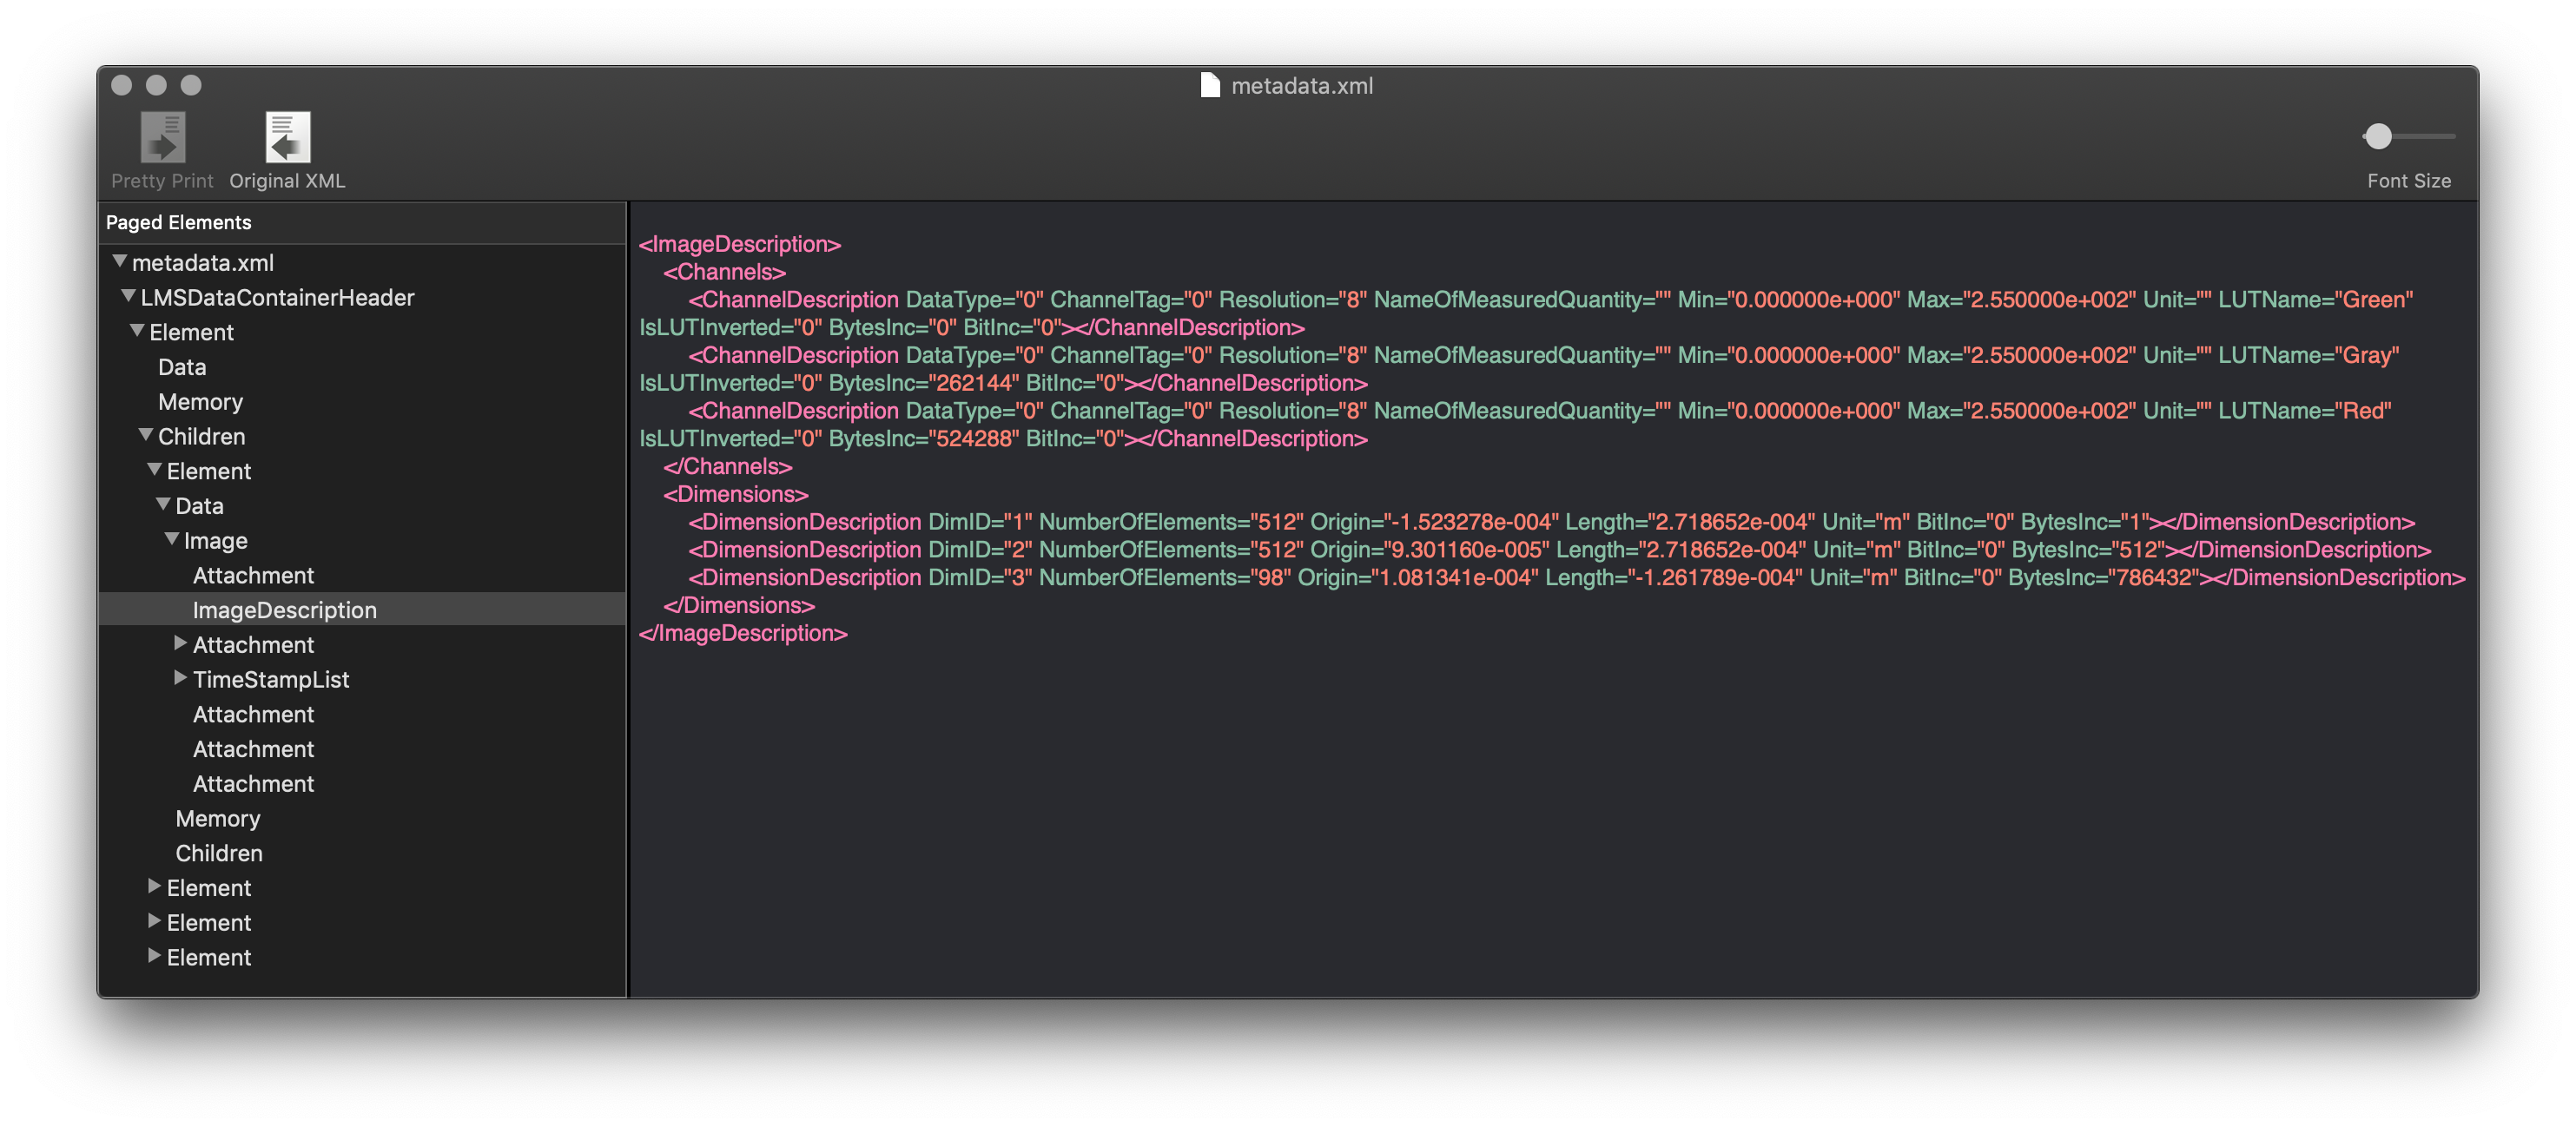 metadata.xml
Pretty Print
Original XML
Font Size
Paged Elements
metadata.xml
LMSDataContainerHeader
Element
Data
Memory
Children
Element
Data
Image
Attachment
ImageDescription
Attachment
TimeStampList
Attachment
Attachment
Attachment
Memory
Children
Element
Element
Element
<ImageDescription>
<Channels>
<ChannelDescription DataType="0" ChannelTag="0" Resolution="8" NameOfMeasuredQuantity="" Min="0.000000e+000" Max="2.550000e+002" Unit="" LUTName="Green"
IsLUTInverted="0" BytesInc="0" BitInc="0"></ChannelDescription>
<ChannelDescription DataType="0" ChannelTag="0" Resolution="8" NameOfMeasuredQuantity="" Min="0.000000e+000" Max="2.550000e+002" Unit="" LUTName="Gray"
IsLUTInverted="0" BytesInc="262144" BitInc="0"></ChannelDescription>
<ChannelDescription DataType="0" ChannelTag="0" Resolution="8" NameOfMeasuredQuantity="" Min="0.000000e+000" Max="2.550000e+002" Unit="" LUTName="Red"
IsLUTInverted="0" BytesInc="524288" BitInc="0"></ChannelDescription>
</Channels>
<Dimensions>
<DimensionDescription DimID="1" NumberOfElements="512" Origin="-1.523278e-004" Length="2.718652e-004" Unit="m" BitInc="0" BytesInc="1"></DimensionDescription>
<DimensionDescription DimID="2" NumberOfElements="512" Origin="9.301160e-005" Length="2.718652e-004" Unit="m" BitInc="0" BytesInc="512"></DimensionDescription>
<DimensionDescription DimID="3" NumberOfElements="98" Origin="1.081341e-004" Length="-1.261789e-004" Unit="m" BitInc="0" BytesInc="786432"></DimensionDescription>
</Dimensions>
</ImageDescription>